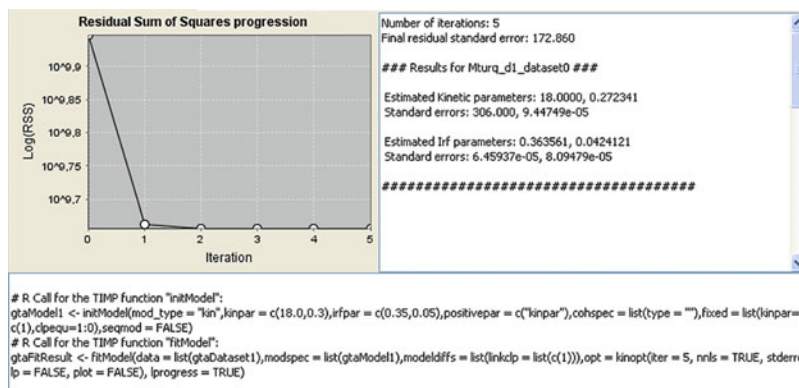 Residual Sum of Squares progression
Log(RSS)
10^9,9
10^9,85
10^9,8
10^9,75
10^9,7
0 1 2 3 4 5
Iteration
Number of iterations: 5
Final residual standard error: 172.860
### Results for Mturq_d1_dataset0 ###
Estimated Kinetic parameters: 18.0000, 0.272341
Standard errors: 306.000, 9.44749e-05
Estimated Irf parameters: 0.363561, 0.0424121
Standard errors: 6.45937e-05, 8.09479e-05
#####################################
# R Call for the TIMP function "initModel":
gtaModel1 <- initModel(mod_type = "kin",kinpar = c(18.0,0.3),irfpar = c(0.35,0.05),positivepar = c("kinpar"),cohspec = list(type = ""),fixed = list(kinpar=
c(1),clpequ=1:0),seqmod = FALSE)
# R Call for the TIMP function "fitModel":
gtaFitResult <- fitModel(data = list(gtaDataset1),modspec = list(gtaModel1),modeldiffs = list(linkclp = list(c(1))),opt = kinopt(iter = 5, nnls = TRUE, stderrc
lp = FALSE, plot = FALSE), lprogress = TRUE)